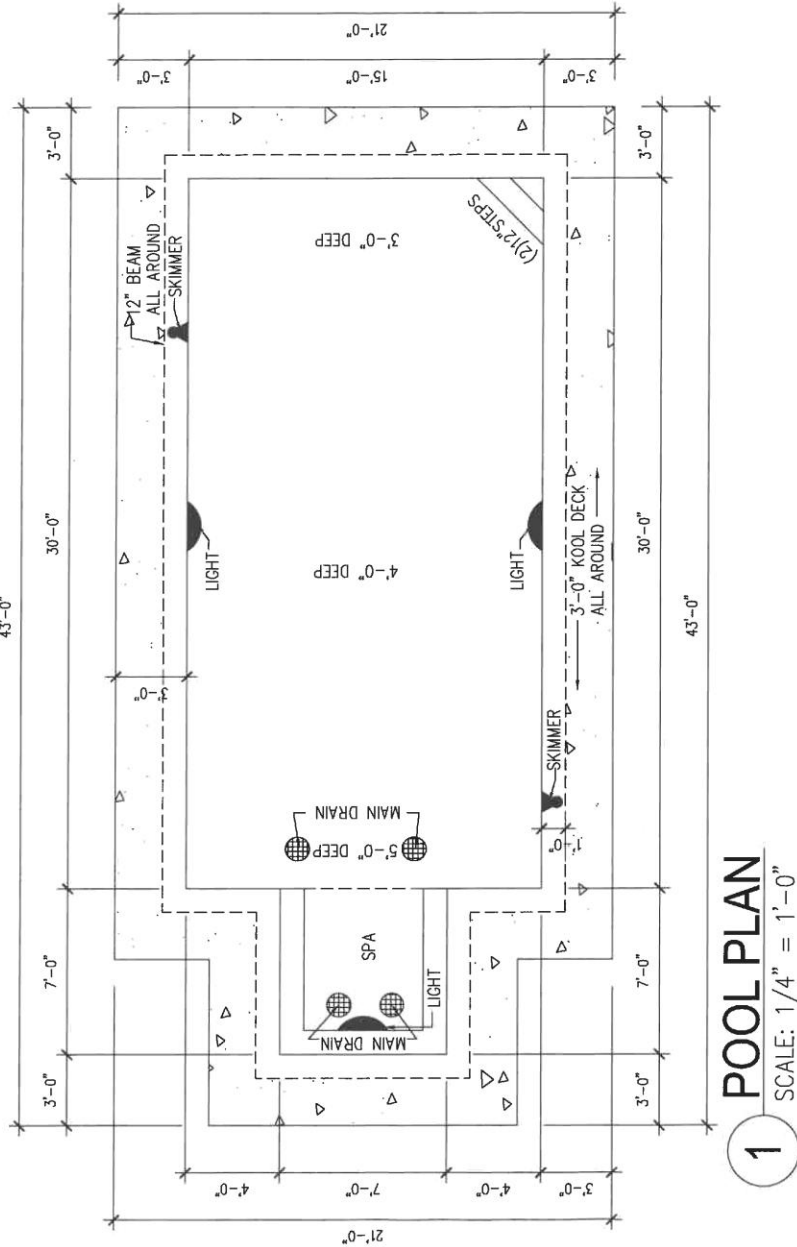 43'-0"
3'-0"
30'-0"
7'-0"
3'-0"
21'-0"
3'-0"
15'-0"
3'-0"
12" BEAM
ALL AROUND
SKIMMER
3'-0" DEEP
(2)12" STEPS
LIGHT
4'-0" DEEP
LIGHT
3'-0" KOOL DECK
ALL AROUND
3'-0"
MAIN DRAIN
5'-0" DEEP
SKIMMER
1'-0"
SPA
LIGHT
MAIN DRAIN
3'-0"
30'-0"
7'-0"
3'-0"
43'-0"
4'-0"
7'-0"
4'-0"
3'-0"
21'-0"
1
POOL PLAN
SCALE: 1/4" = 1'-0"